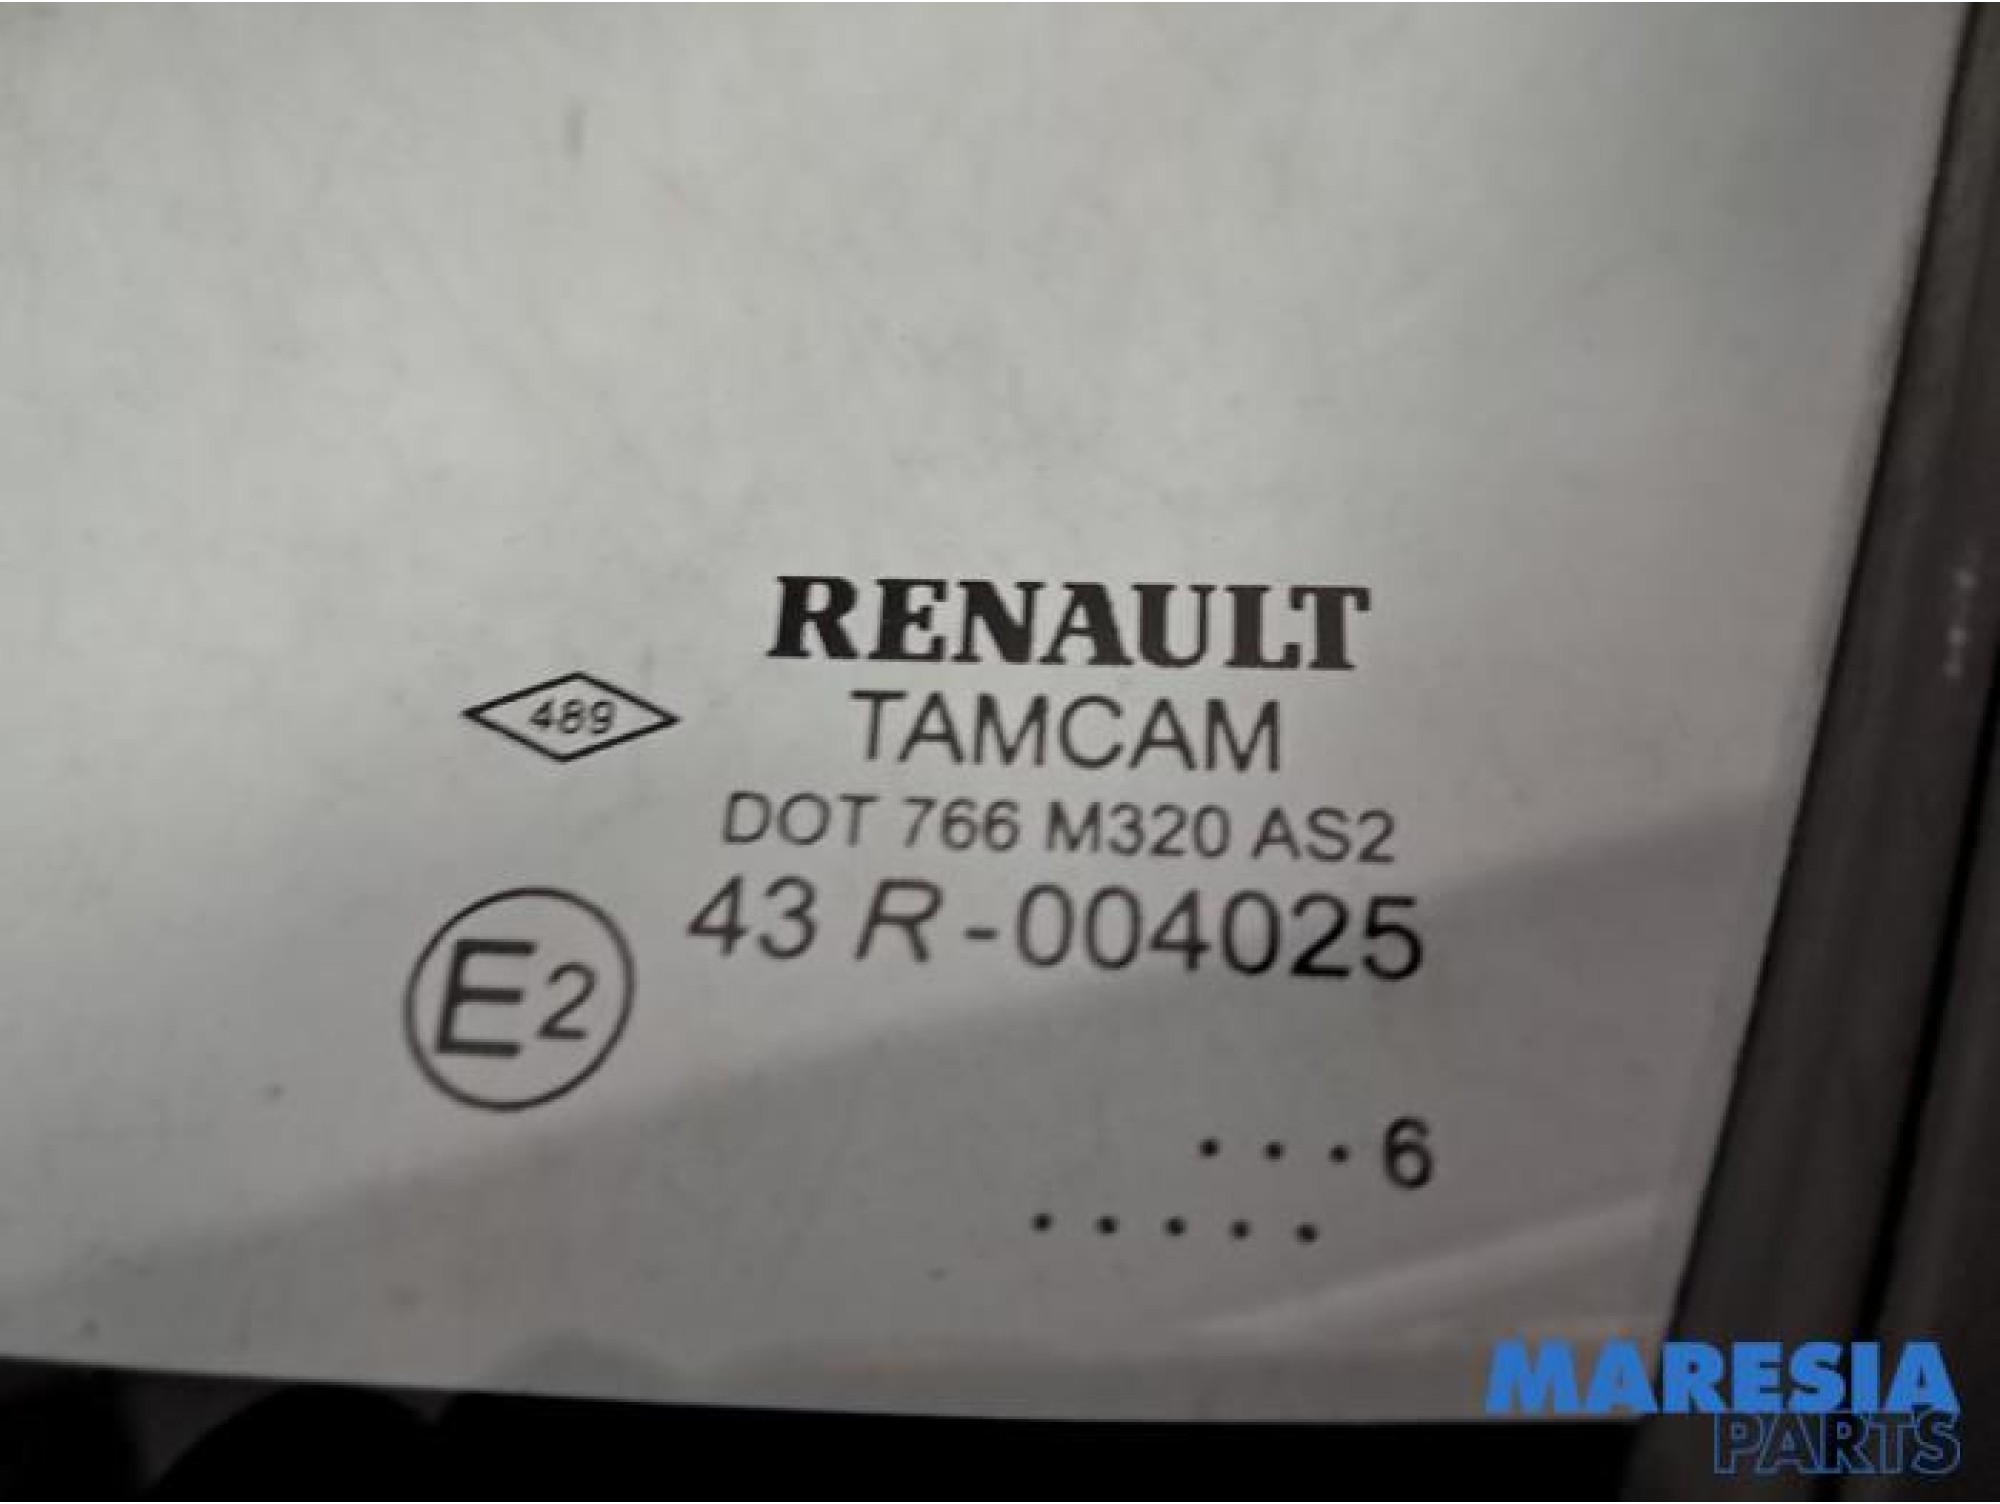 RENAULT
489
TAMCAM
DOT 766 M320 AS2
43 R-004025
E2
...6
.....
MARESIA
PARTS